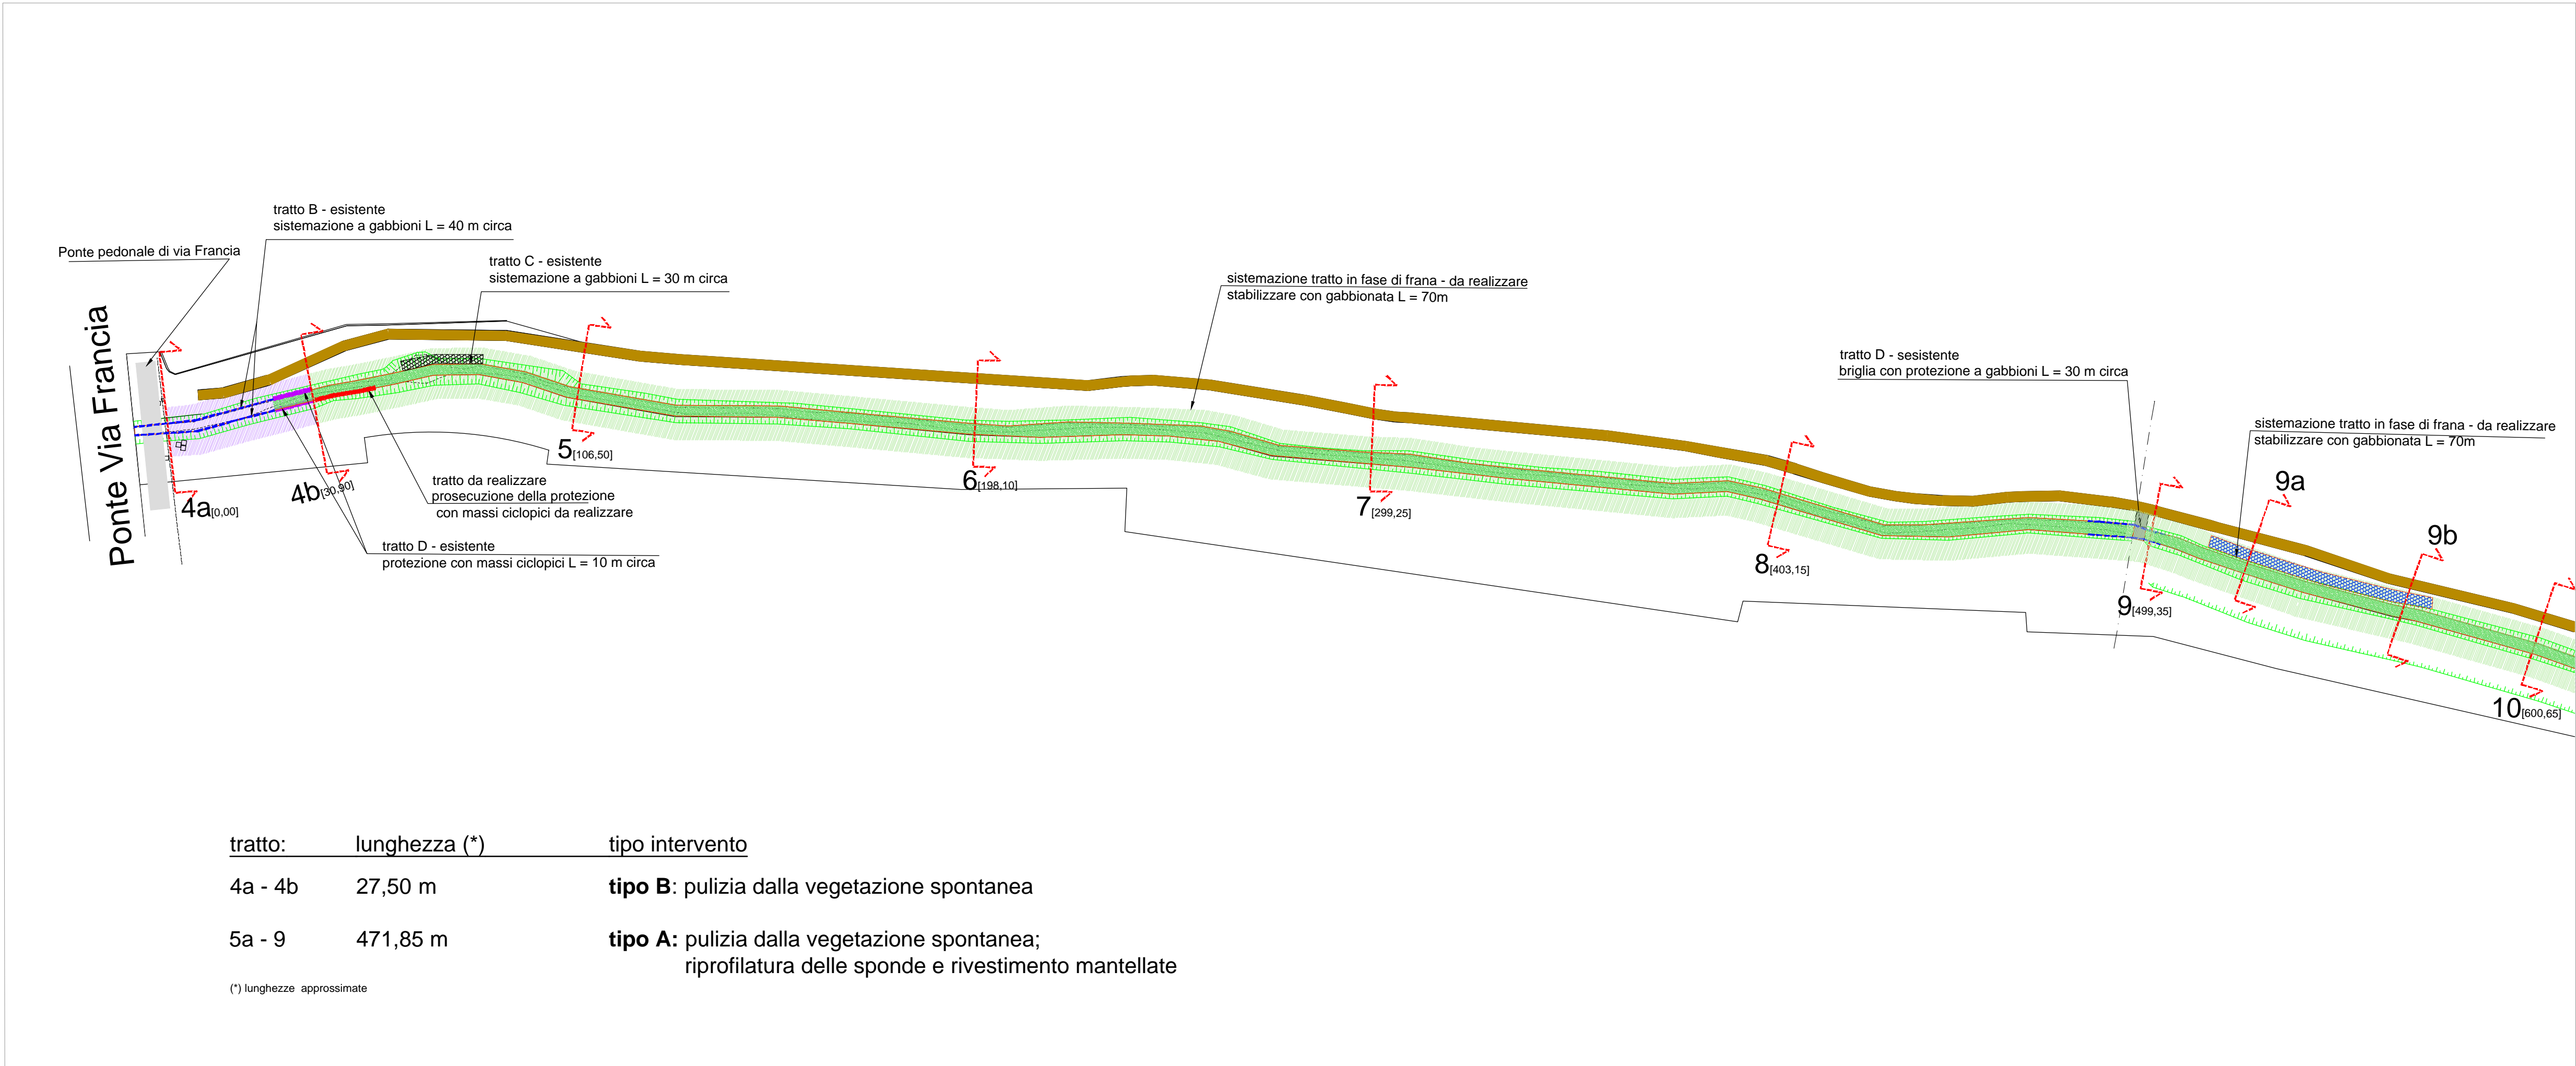 tratto B - esistente
sistemazione a gabbioni L = 40 m circa
Ponte pedonale di via Francia
tratto C - esistente
sistemazione a gabbioni L = 30 m circa
sistemazione tratto in fase di frana - da realizzare
stabilizzare con gabbionata L = 70m
tratto D - sesistente
briglia con protezione a gabbioni L = 30 m circa
sistemazione tratto in fase di frana - da realizzare
stabilizzare con gabbionata L = 70m
Ponte Via Francia
4a[0,00]
4b[30,90]
5[106,50]
6[198,10]
7[299,25]
8[403,15]
9[499,35]
9a
9b
10[600,65]
tratto da realizzare
prosecuzione della protezione
con massi ciclopici da realizzare
tratto D - esistente
protezione con massi ciclopici L = 10 m circa
tratto: lunghezza (*) tipo intervento
4a - 4b 27,50 m tipo B: pulizia dalla vegetazione spontanea
5a - 9 471,85 m tipo A: pulizia dalla vegetazione spontanea;
riprofilatura delle sponde e rivestimento mantellate
(*) lunghezze approssimate